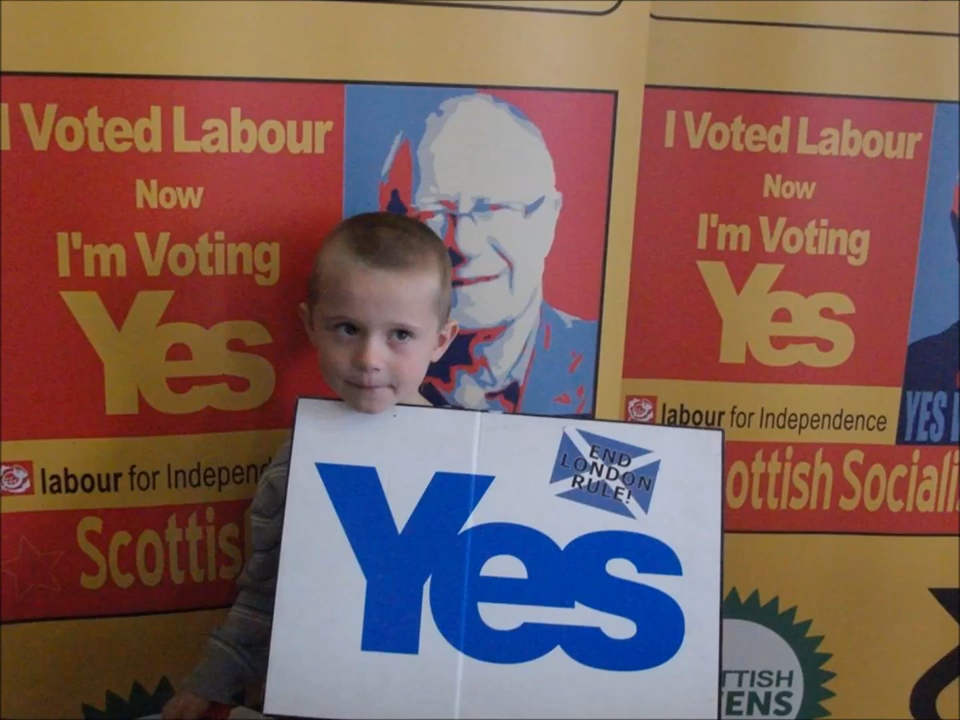 I Voted Labour
Now
I'm Voting
Yes
labour for Independ
Scottis
I Voted Labour
Now
I'm Voting
Yes
labour for Independence
YES
ottish Sociali
END
LONDON
RULE!
Yes
TTISH
ENS